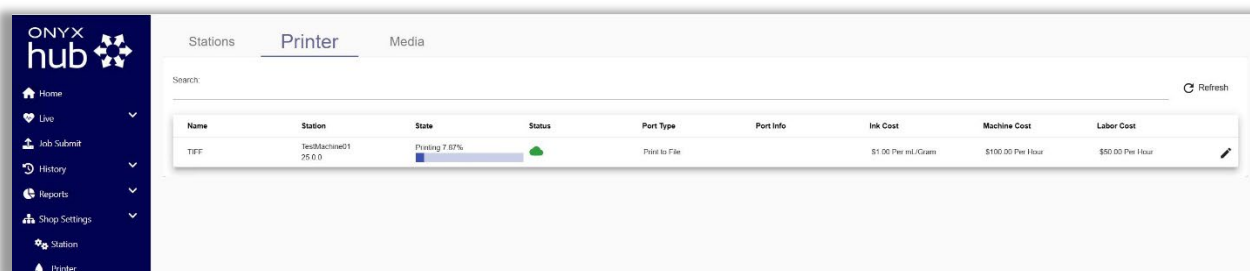 ONYX
hub
Home
Live
Job Submit
History
Reports
Shop Settings
Station
Printer
Stations Printer Media
Search:
Refresh
Name Station State Status Port Type Port Info Ink Cost Machine Cost Labor Cost
TIFF TestMachine01 Printing 7.87% Print to File $1.00 Per mL/Gram $100.00 Per Hour $50.00 Per Hour
25.0.0